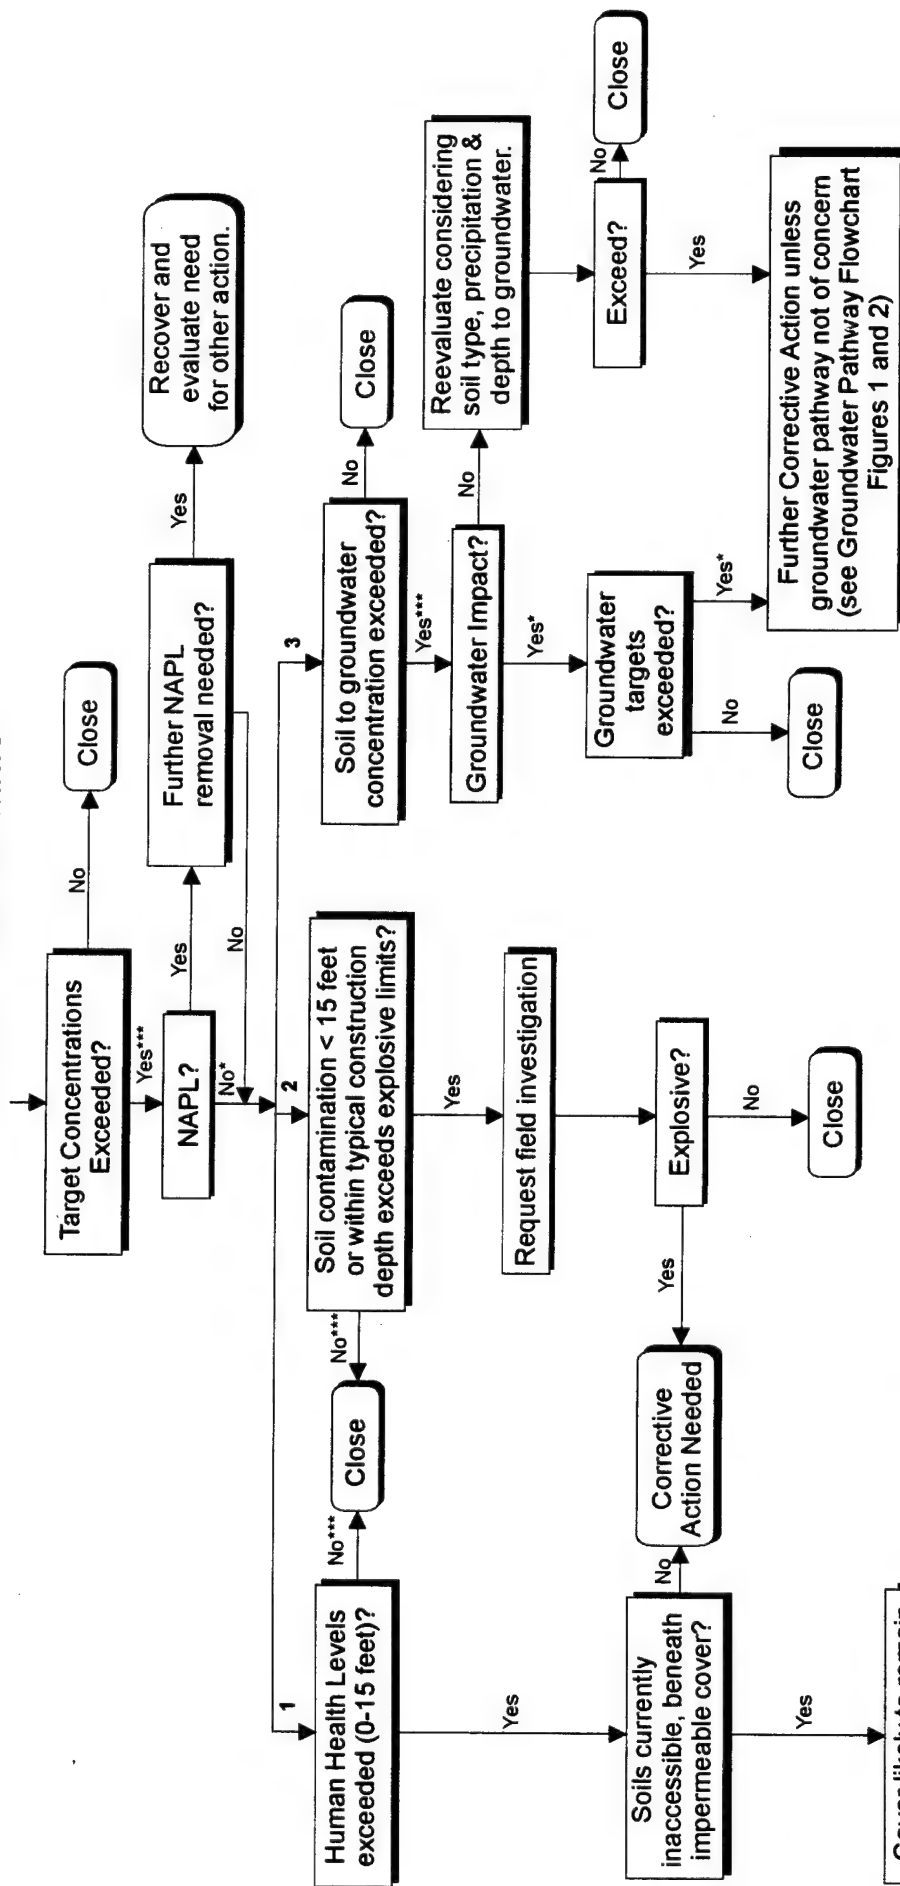 Target Concentrations
Exceeded?
No
Close
Yes***
NAPL?
Yes
Further NAPL
removal needed?
Yes
Recover and
evaluate need
for other action.
No*
No
1
2
3
Human Health Levels
exceeded (0-15 feet)?
No***
Close
No***
Soil contamination < 15 feet
or within typical construction
depth exceeds explosive limits?
Soil to groundwater
concentration exceeded?
No
Close
Yes
Yes
Yes***
Request field investigation
Groundwater Impact?
No
Reevaluate considering
soil type, precipitation &
depth to groundwater.
Yes*
Soils currently
inaccessible, beneath
impermeable cover?
No
Corrective
Action Needed
Yes
Explosive?
No
Close
Groundwater
targets
exceeded?
No
Close
Yes*
Exceed?
No
Close
Yes
Further Corrective Action unless
groundwater pathway not of concern
(see Groundwater Pathway Flowchart
Figures 1 and 2)
Yes
Cover likely to remain